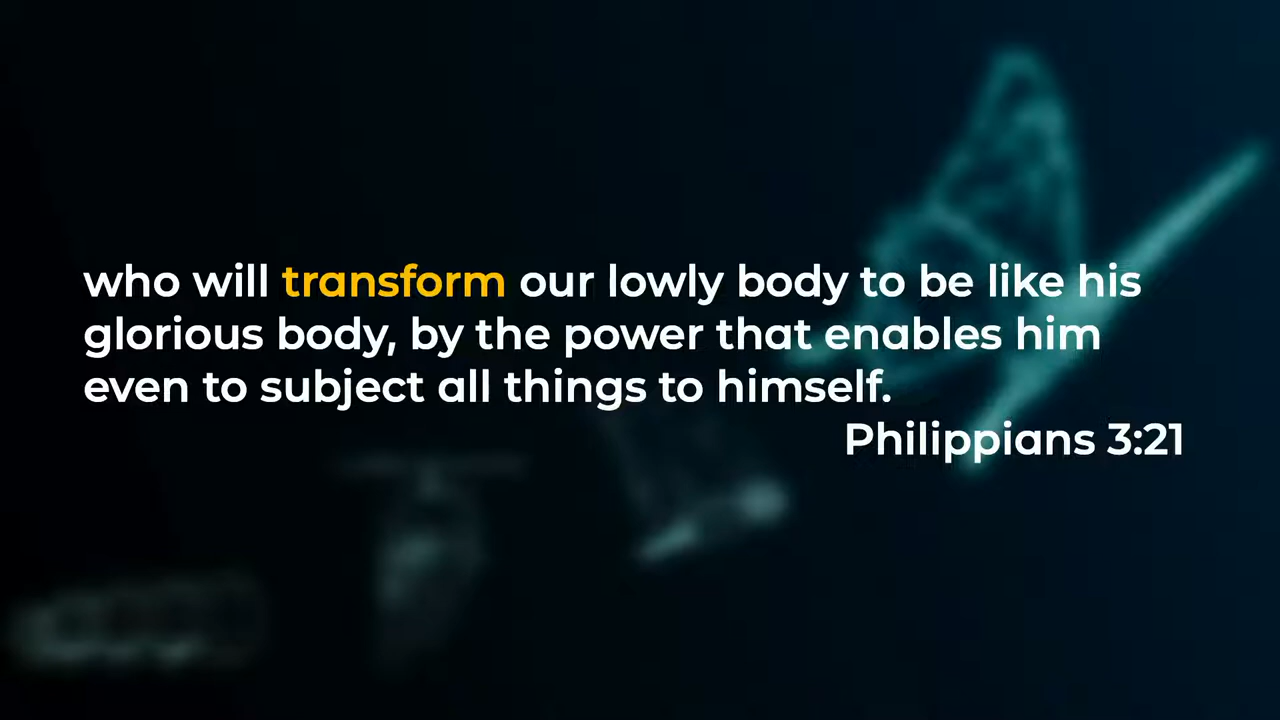 who will transform our lowly body to be like his
glorious body, by the power that enables him
even to subject all things to himself.
Philippians 3:21